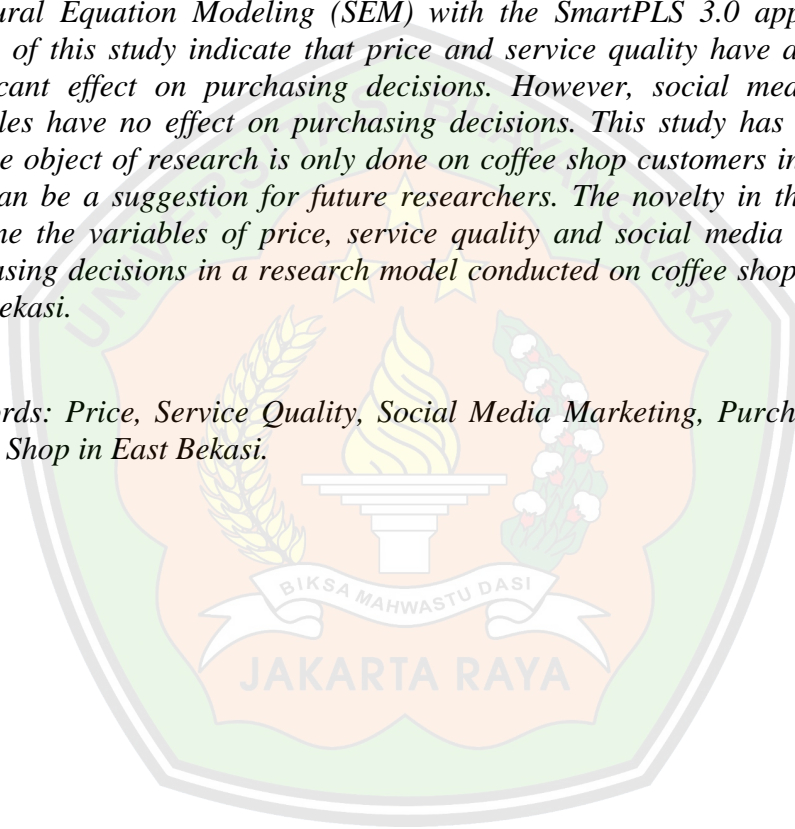 ural Equation Modeling (SEM) with the SmartPLS 3.0 app
of this study indicate that price and service quality have a
cant effect on purchasing decisions. However, social med
les have no effect on purchasing decisions. This study has
e object of research is only done on coffee shop customers in
an be a suggestion for future researchers. The novelty in th
ne the variables of price, service quality and social media
using decisions in a research model conducted on coffee shop
ekasi.
ords: Price, Service Quality, Social Media Marketing, Purch
Shop in East Bekasi.
UNIVERSITAS BHAYANGKARA
BIKSA MAHWASTU DASI
JAKARTA RAYA